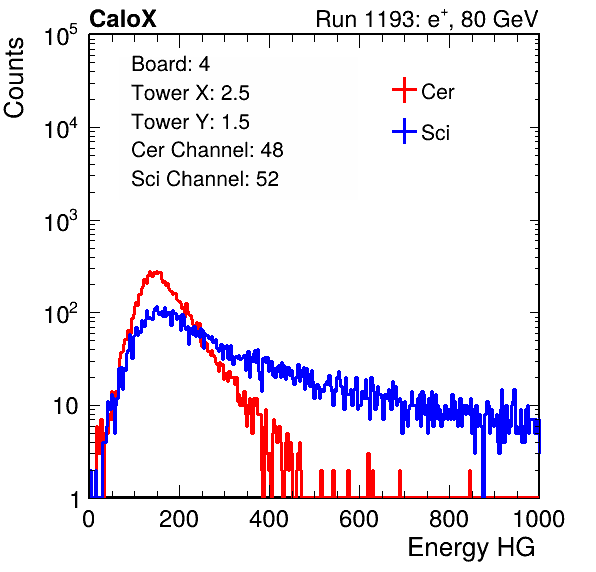 CaloX Run 1193: e⁺, 80 GeV
Counts
10⁵
10⁴
10³
10²
10
1
Board: 4
Tower X: 2.5
Tower Y: 1.5
Cer Channel: 48
Sci Channel: 52
Cer
Sci
0 200 400 600 800 1000
Energy HG